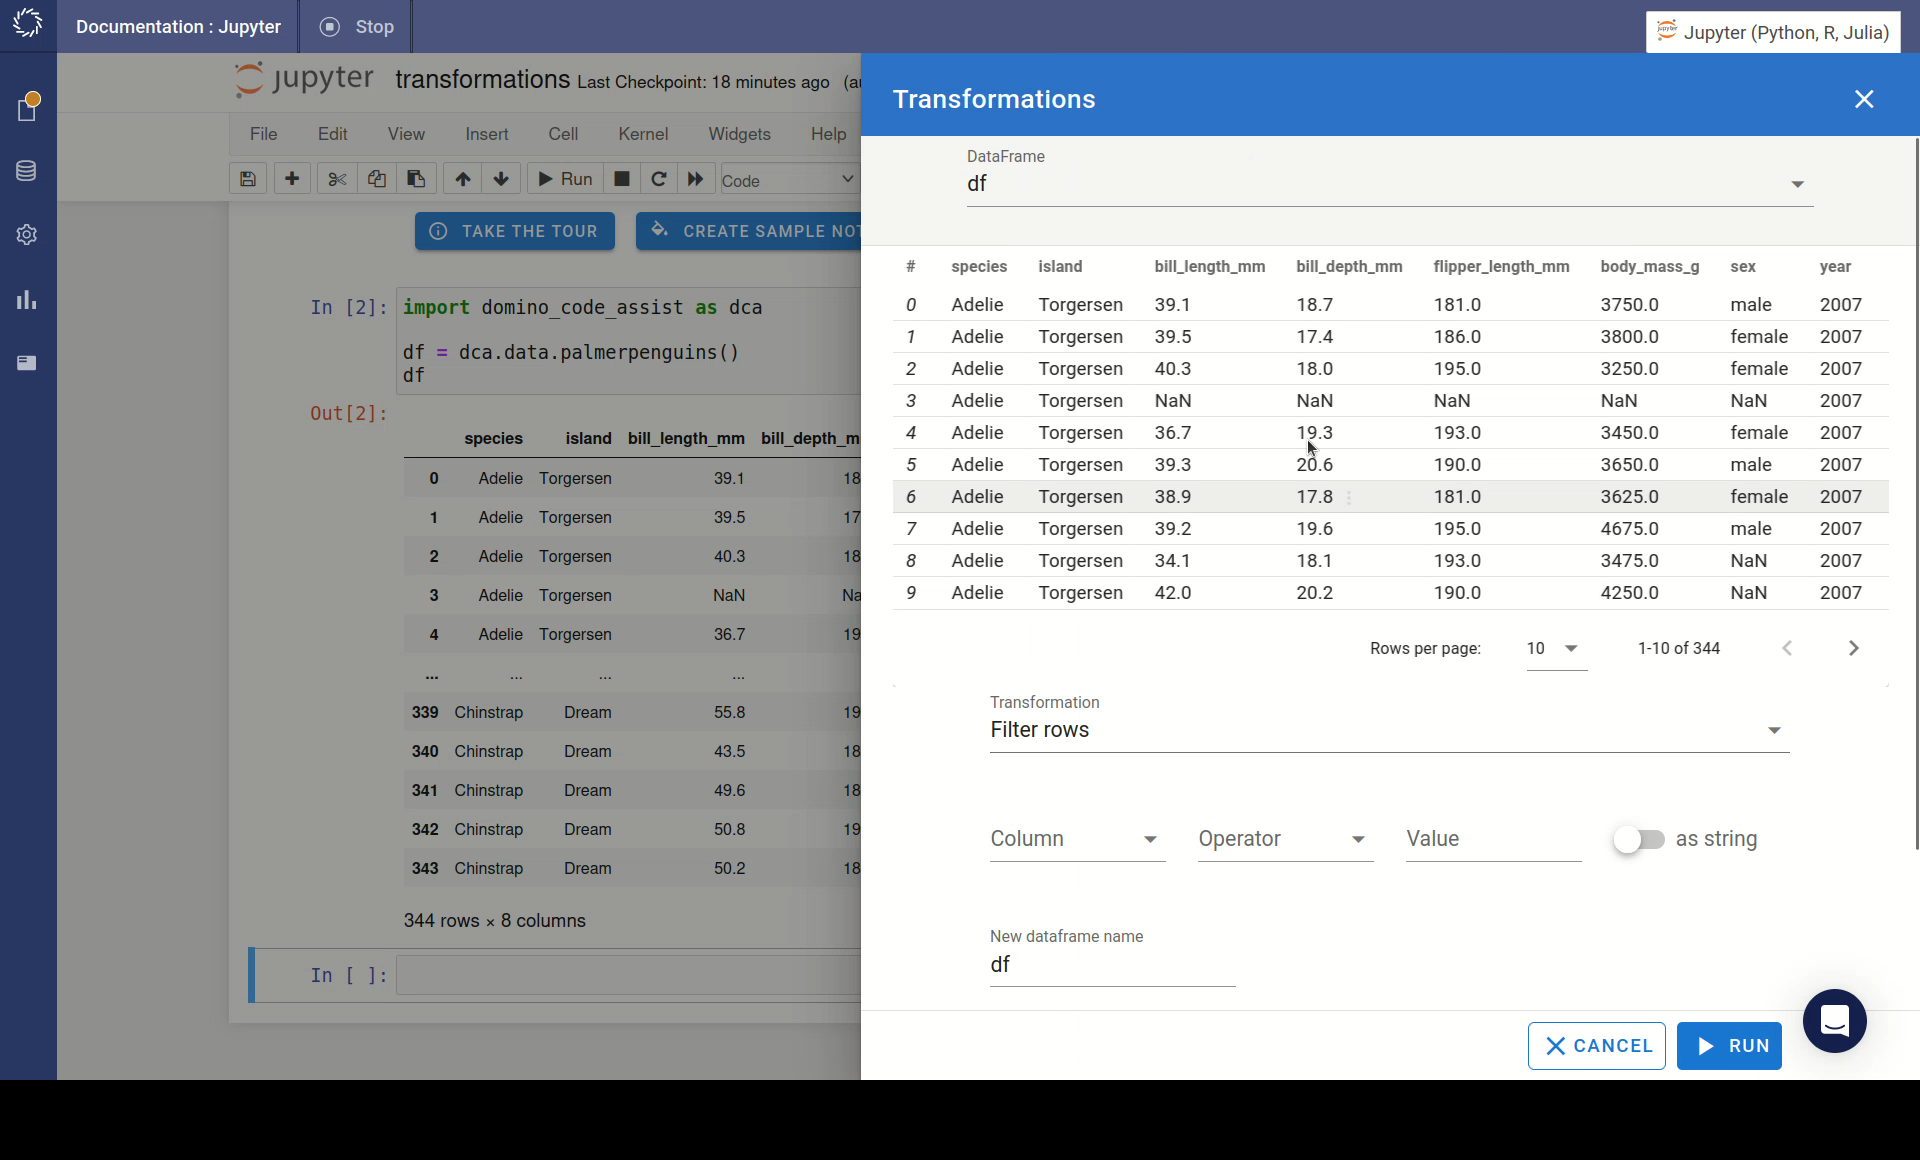 Documentation : Jupyter
Stop
Jupyter (Python, R, Julia)
jupyter transformations Last Checkpoint: 18 minutes ago (au
File Edit View Insert Cell Kernel Widgets Help
Run Code
TAKE THE TOUR
CREATE SAMPLE NOT
In [2]: import domino_code_assist as dca
df = dca.data.palmerpenguins()
df
Out[2]:
species island bill_length_mm bill_depth_m
0 Adelie Torgersen 39.1 18
1 Adelie Torgersen 39.5 17
2 Adelie Torgersen 40.3 18
3 Adelie Torgersen NaN Na
4 Adelie Torgersen 36.7 19
... ... ... ...
339 Chinstrap Dream 55.8 19
340 Chinstrap Dream 43.5 18
341 Chinstrap Dream 49.6 18
342 Chinstrap Dream 50.8 19
343 Chinstrap Dream 50.2 18
344 rows × 8 columns
In [ ]:
Transformations
DataFrame
df
# species island bill_length_mm bill_depth_mm flipper_length_mm body_mass_g sex year
0 Adelie Torgersen 39.1 18.7 181.0 3750.0 male 2007
1 Adelie Torgersen 39.5 17.4 186.0 3800.0 female 2007
2 Adelie Torgersen 40.3 18.0 195.0 3250.0 female 2007
3 Adelie Torgersen NaN NaN NaN NaN NaN 2007
4 Adelie Torgersen 36.7 19.3 193.0 3450.0 female 2007
5 Adelie Torgersen 39.3 20.6 190.0 3650.0 male 2007
6 Adelie Torgersen 38.9 17.8 181.0 3625.0 female 2007
7 Adelie Torgersen 39.2 19.6 195.0 4675.0 male 2007
8 Adelie Torgersen 34.1 18.1 193.0 3475.0 NaN 2007
9 Adelie Torgersen 42.0 20.2 190.0 4250.0 NaN 2007
Rows per page: 10 1-10 of 344
Transformation
Filter rows
Column Operator Value as string
New dataframe name
df
CANCEL RUN